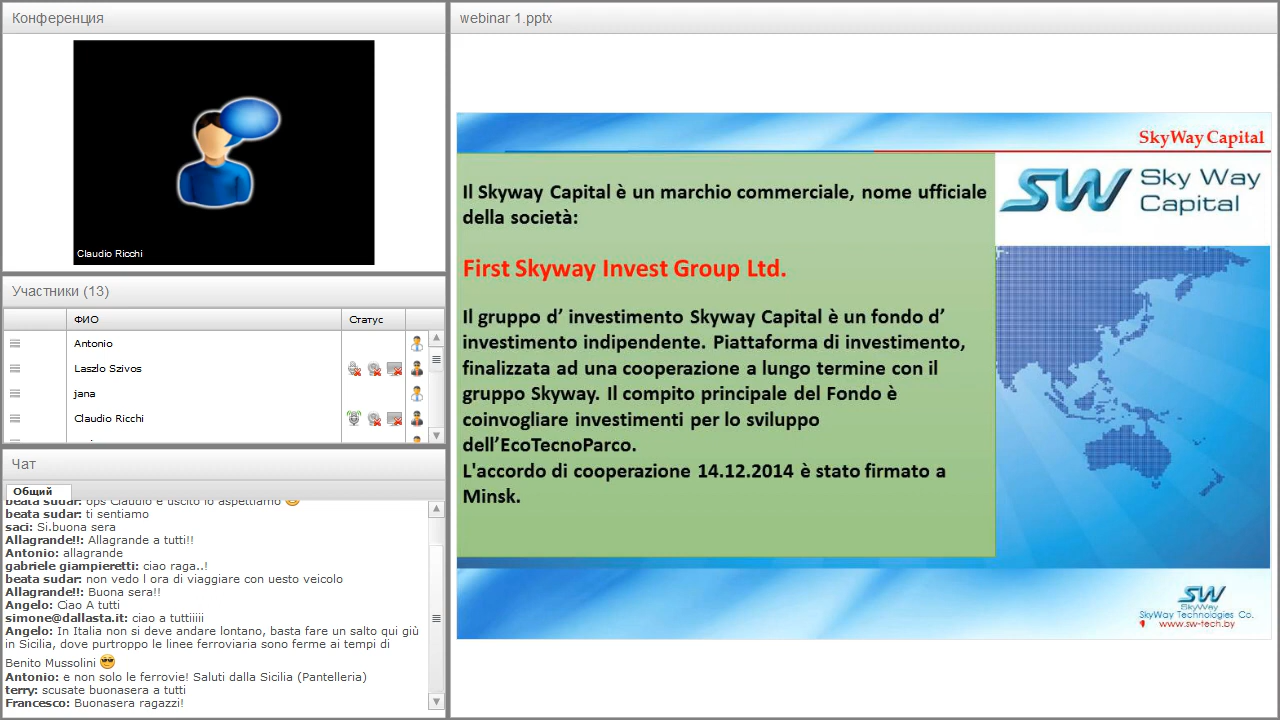 Конференция
Claudio Ricchi
Участники (13)
ФИО
Статус
Antonio
Laszlo Szivos
jana
Claudio Ricchi
Чат
Общий
beata sudar: ops Claudio e uscito lo aspettiamo
beata sudar: ti sentiamo
saci: Si.buona sera
Allagrande!!: Allagrande a tutti!!
Antonio: allagrande
gabriele giampieretti: ciao raga..!
beata sudar: non vedo l ora di viaggiare con uesto veicolo
Allagrande!!: Buona sera!!
Angelo: Ciao A tutti
simone@dallasta.it: ciao a tuttiiiii
Angelo: In Italia non si deve andare lontano, basta fare un salto qui giù
in Sicilia, dove purtroppo le linee ferroviaria sono ferme ai tempi di
Benito Mussolini
Antonio: e non solo le ferrovie! Saluti dalla Sicilia (Pantelleria)
terry: scusate buonasera a tutti
Francesco: Buonasera ragazzi!
webinar 1.pptx
SkyWay Capital
Il Skyway Capital è un marchio commerciale, nome ufficiale
della società:
First Skyway Invest Group Ltd.
Il gruppo d’ investimento Skyway Capital è un fondo d’
investimento indipendente. Piattaforma di investimento,
finalizzata ad una cooperazione a lungo termine con il
gruppo Skyway. Il compito principale del Fondo è
coinvogliare investimenti per lo sviluppo
dell’EcoTecnoParco.
L'accordo di cooperazione 14.12.2014 è stato firmato a
Minsk.
SW Sky Way
Capital
SW
SkyWay
SkyWay Technologies Co.
www.sw-tech.by